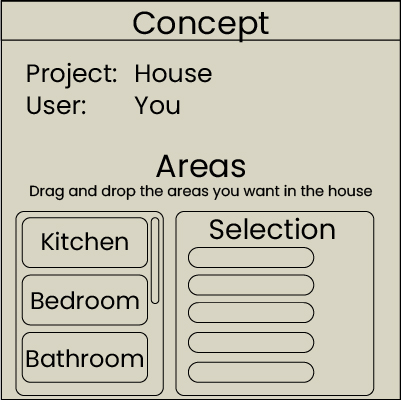 Concept
Project: House
User: You
Areas
Drag and drop the areas you want in the house
Selection
Kitchen
Bedroom
Bathroom